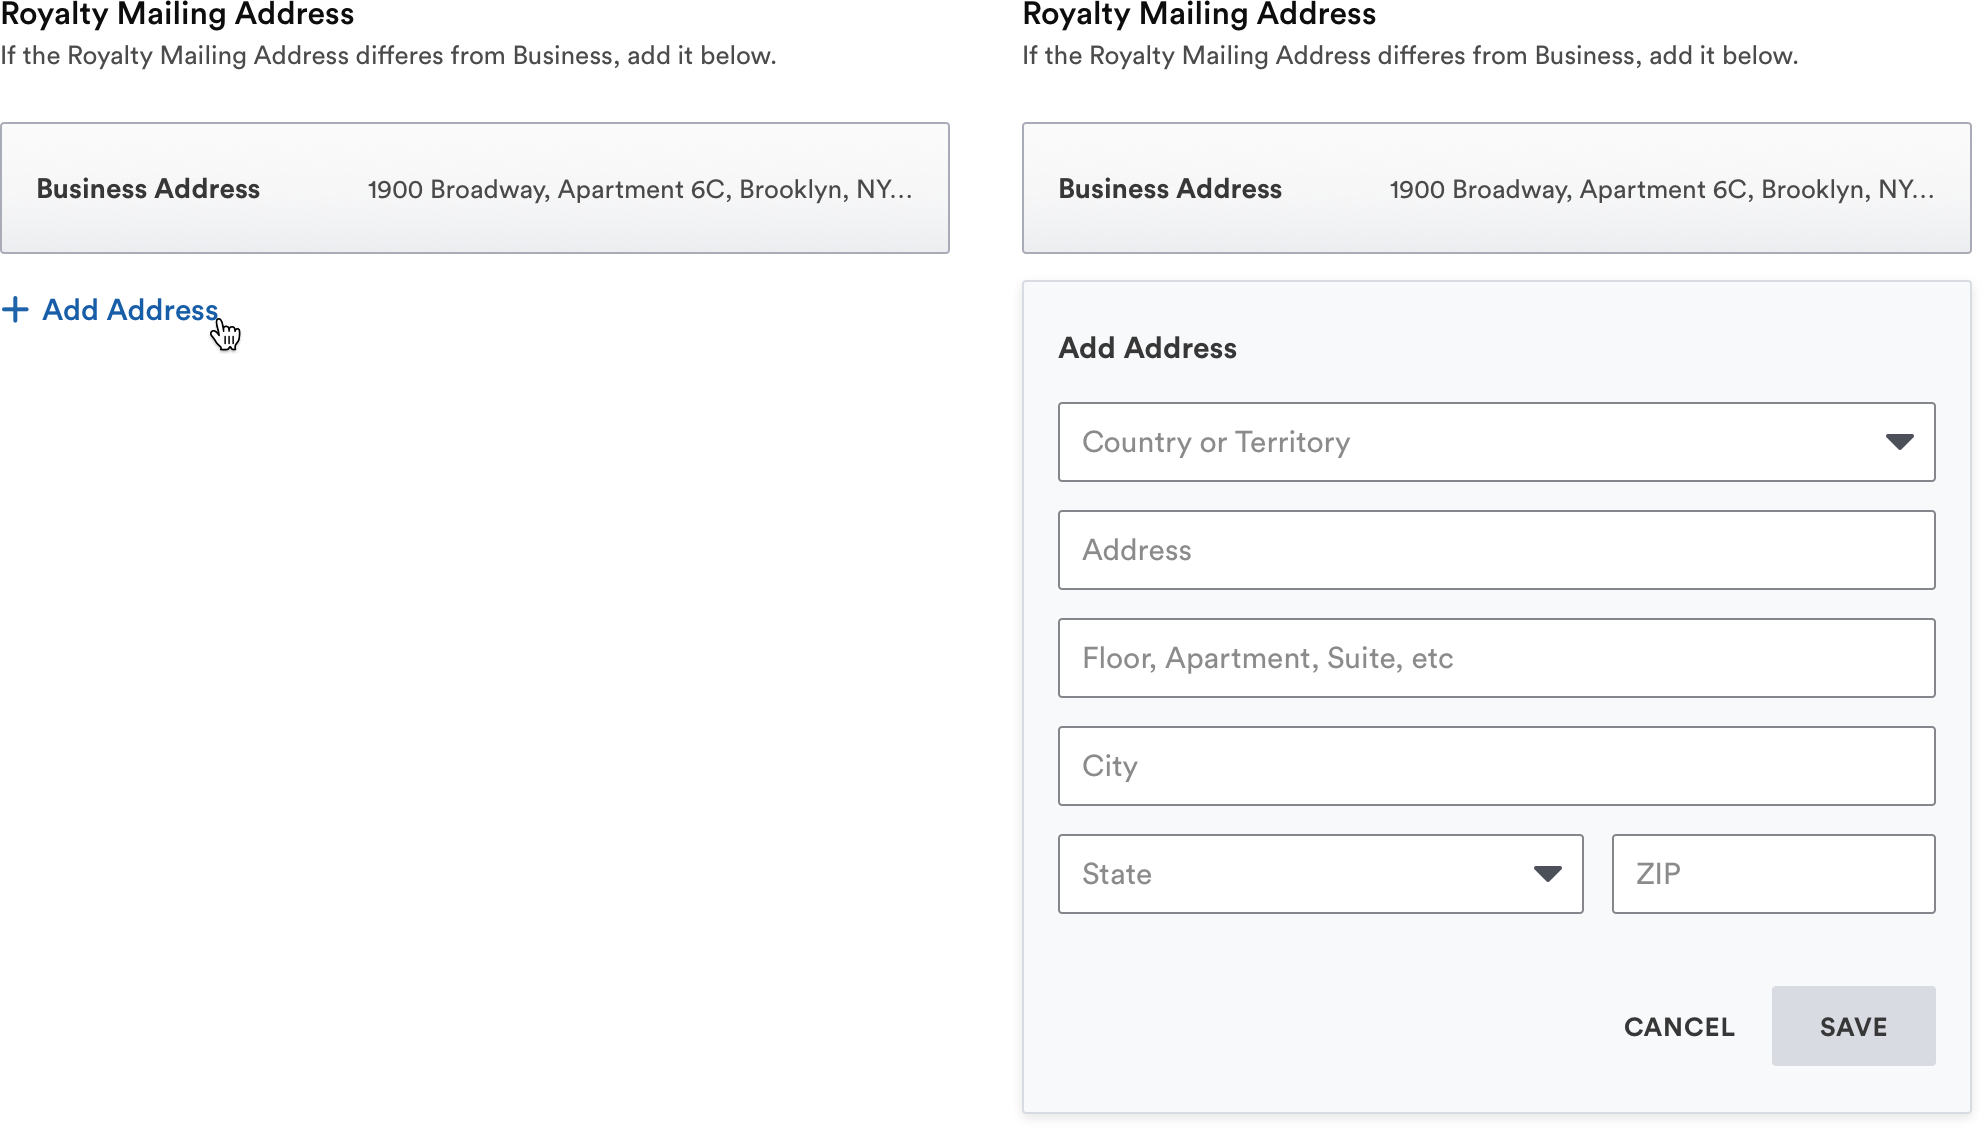 Royalty Mailing Address
If the Royalty Mailing Address differes from Business, add it below.
Business Address 1900 Broadway, Apartment 6C, Brooklyn, NY...
+ Add Address
Royalty Mailing Address
If the Royalty Mailing Address differes from Business, add it below.
Business Address 1900 Broadway, Apartment 6C, Brooklyn, NY...
Add Address
Country or Territory
Address
Floor, Apartment, Suite, etc
City
State ZIP
CANCEL SAVE